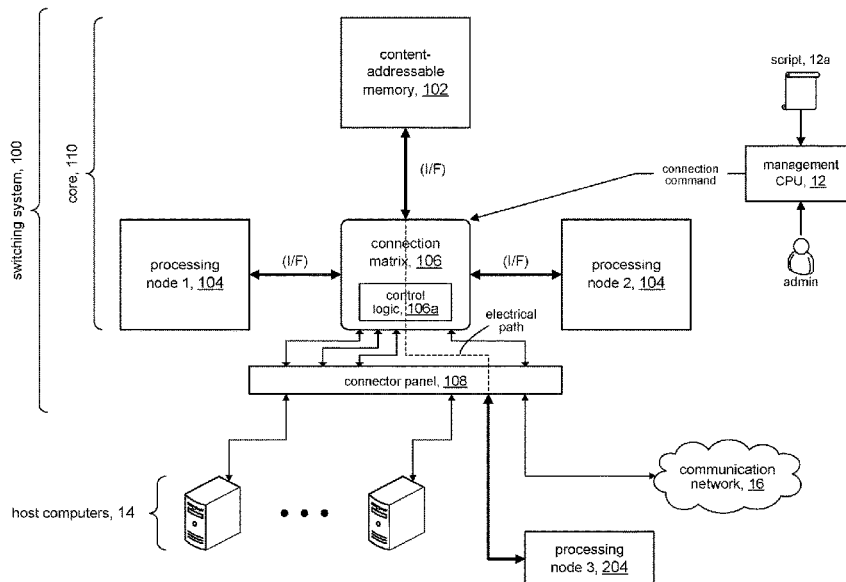 content-
addressable
memory, 102
script, 12a
switching system, 100
core, 110
(I/F)
connection
command
management
CPU, 12
processing
node 1, 104
(I/F)
connection
matrix, 106
control
logic, 106a
(I/F)
processing
node 2, 104
admin
electrical
path
connector panel, 108
host computers, 14
communication
network, 16
processing
node 3, 204